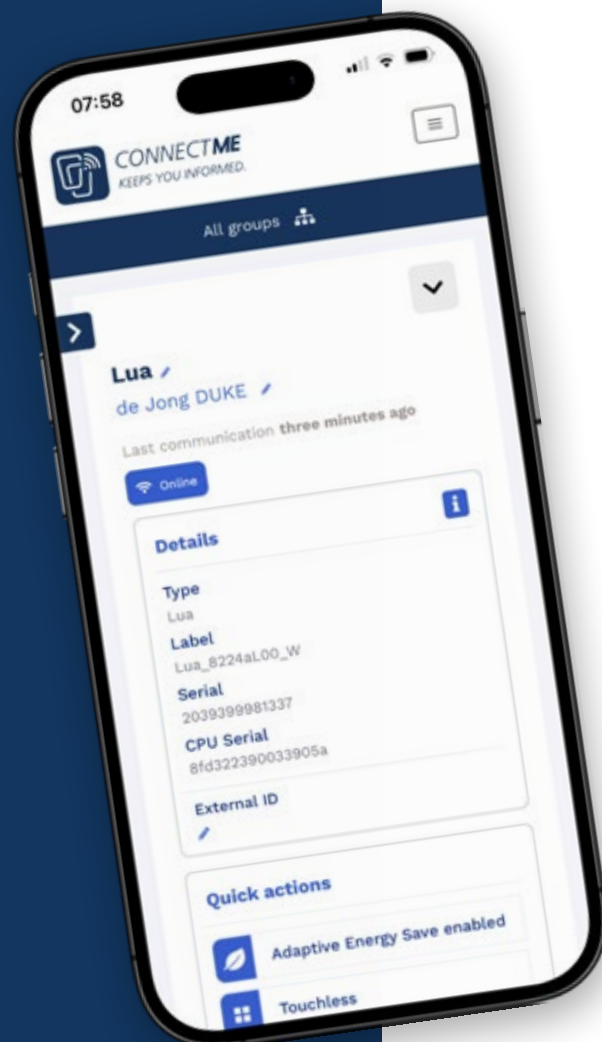 07:58
CONNECTME
KEEPS YOU INFORMED.
All groups
Lua
de Jong DUKE
Last communication three minutes ago
Online
Details
Type
Lua
Label
Lua_8224aL00_W
Serial
2039399981337
CPU Serial
8fd322390033905a
External ID
Quick actions
Adaptive Energy Save enabled
Touchless